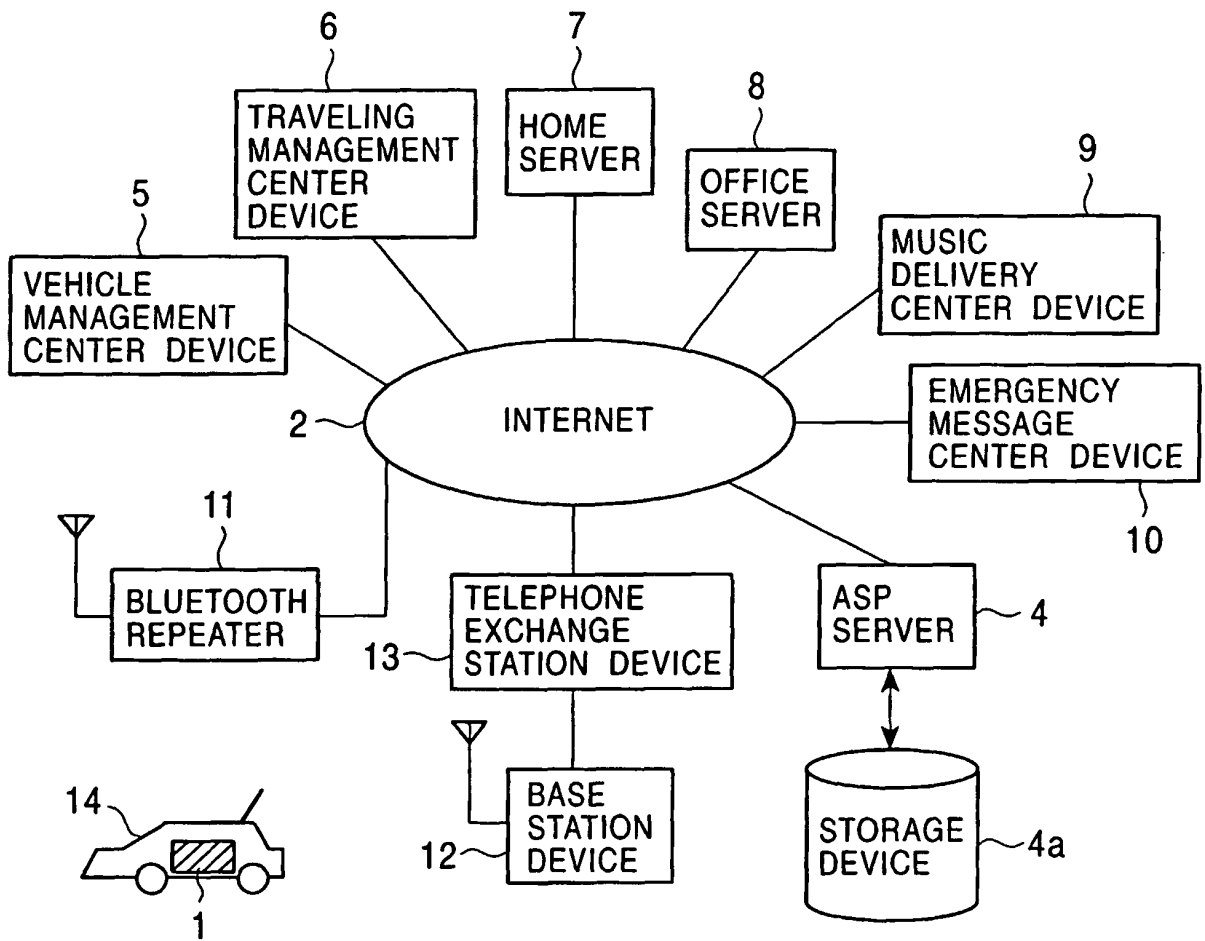 6
TRAVELING
MANAGEMENT
CENTER
DEVICE
7
HOME
SERVER
8
OFFICE
SERVER
9
MUSIC
DELIVERY
CENTER DEVICE
5
VEHICLE
MANAGEMENT
CENTER DEVICE
2
INTERNET
EMERGENCY
MESSAGE
CENTER DEVICE
10
11
BLUETOOTH
REPEATER
TELEPHONE
EXCHANGE
STATION DEVICE
13
ASP
SERVER
4
BASE
STATION
DEVICE
12
STORAGE
DEVICE
4a
14
1